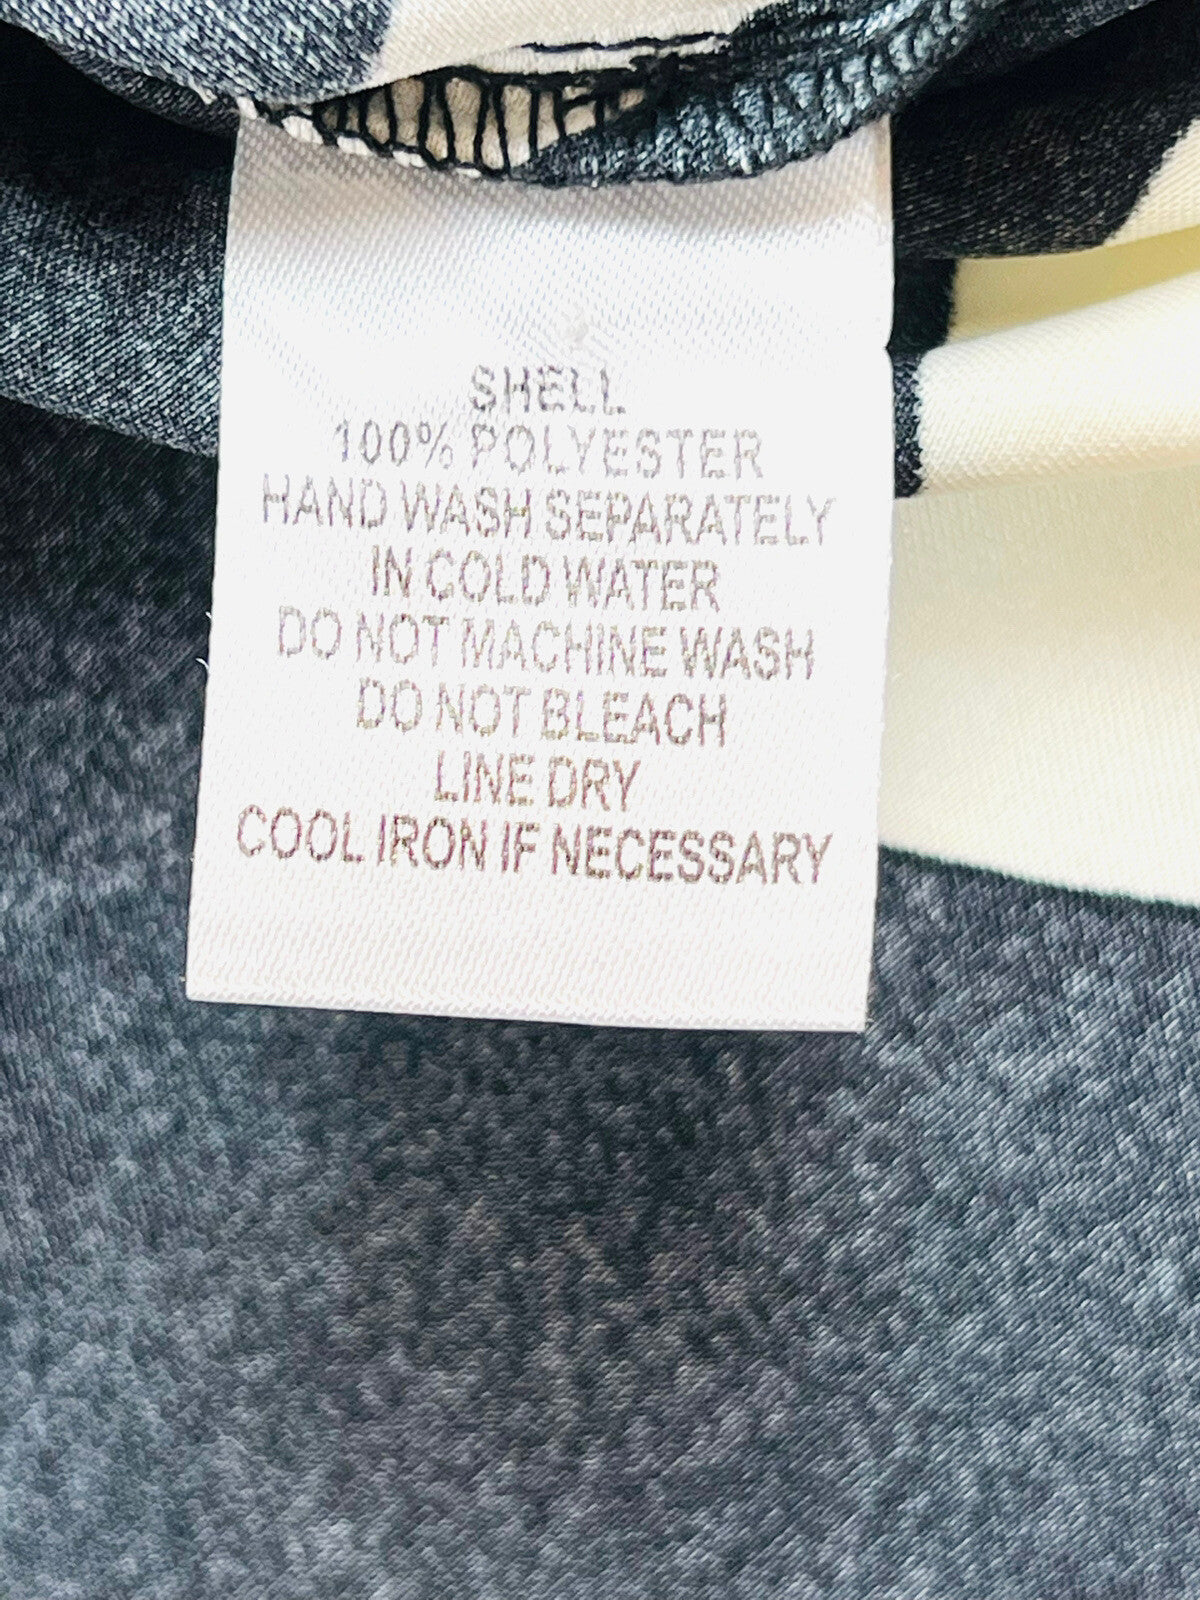 SHELL
100% POLYESTER
HAND WASH SEPARATELY
IN COLD WATER
DO NOT MACHINE WASH
DO NOT BLEACH
LINE DRY
COOL IRON IF NECESSARY